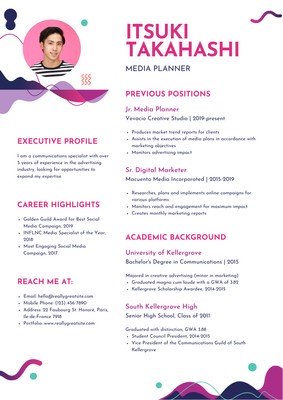 ITSUKI
TAKAHASHI
MEDIA PLANNER
EXECUTIVE PROFILE
I am a communications specialist with over
5 years of experience in the advertising
industry, looking for opportunities to
expand my expertise
CAREER HIGHLIGHTS
Golden Guild Award for Best Social
Media Campaign, 2019
INFLNC Media Specialist of the Year,
2018
Most Engaging Social Media
Campaign, 2017
REACH ME AT:
Email: hello@reallygreatsite.com
Mobile Phone: (123) 456-7890
Address: 22 Faubourg St. Honoré, Paris,
Ile-de-France 7998
Portfolio: www.reallygreatsite.com
PREVIOUS POSITIONS
Jr. Media Planner
Vevacio Creative Studio | 2019-present
Produces market trend reports for clients
Assists in the execution of media plans in accordance with
marketing objectives
Monitors advertising impact
Sr. Digital Marketer
Macuento Media Incorporated | 2015-2019
Researches, plans and implements online campaigns for
various platforms
Monitors reach and engagement for maximum impact
Creates monthly marketing reports
ACADEMIC BACKGROUND
University of Kellergrove
Bachelor's Degree in Communications | 2015
Majored in creative advertising (minor in marketing)
Graduated magna cum laude with a GWA of 3.82
Kellergrove Scholarship Awardee, 2014-2015
South Kellergrove High
Senior High School, Class of 2011
Graduated with distinction, GWA 3.88
Student Council President, 2014-2015
Vice President of the Communications Guild of South
Kellergrove